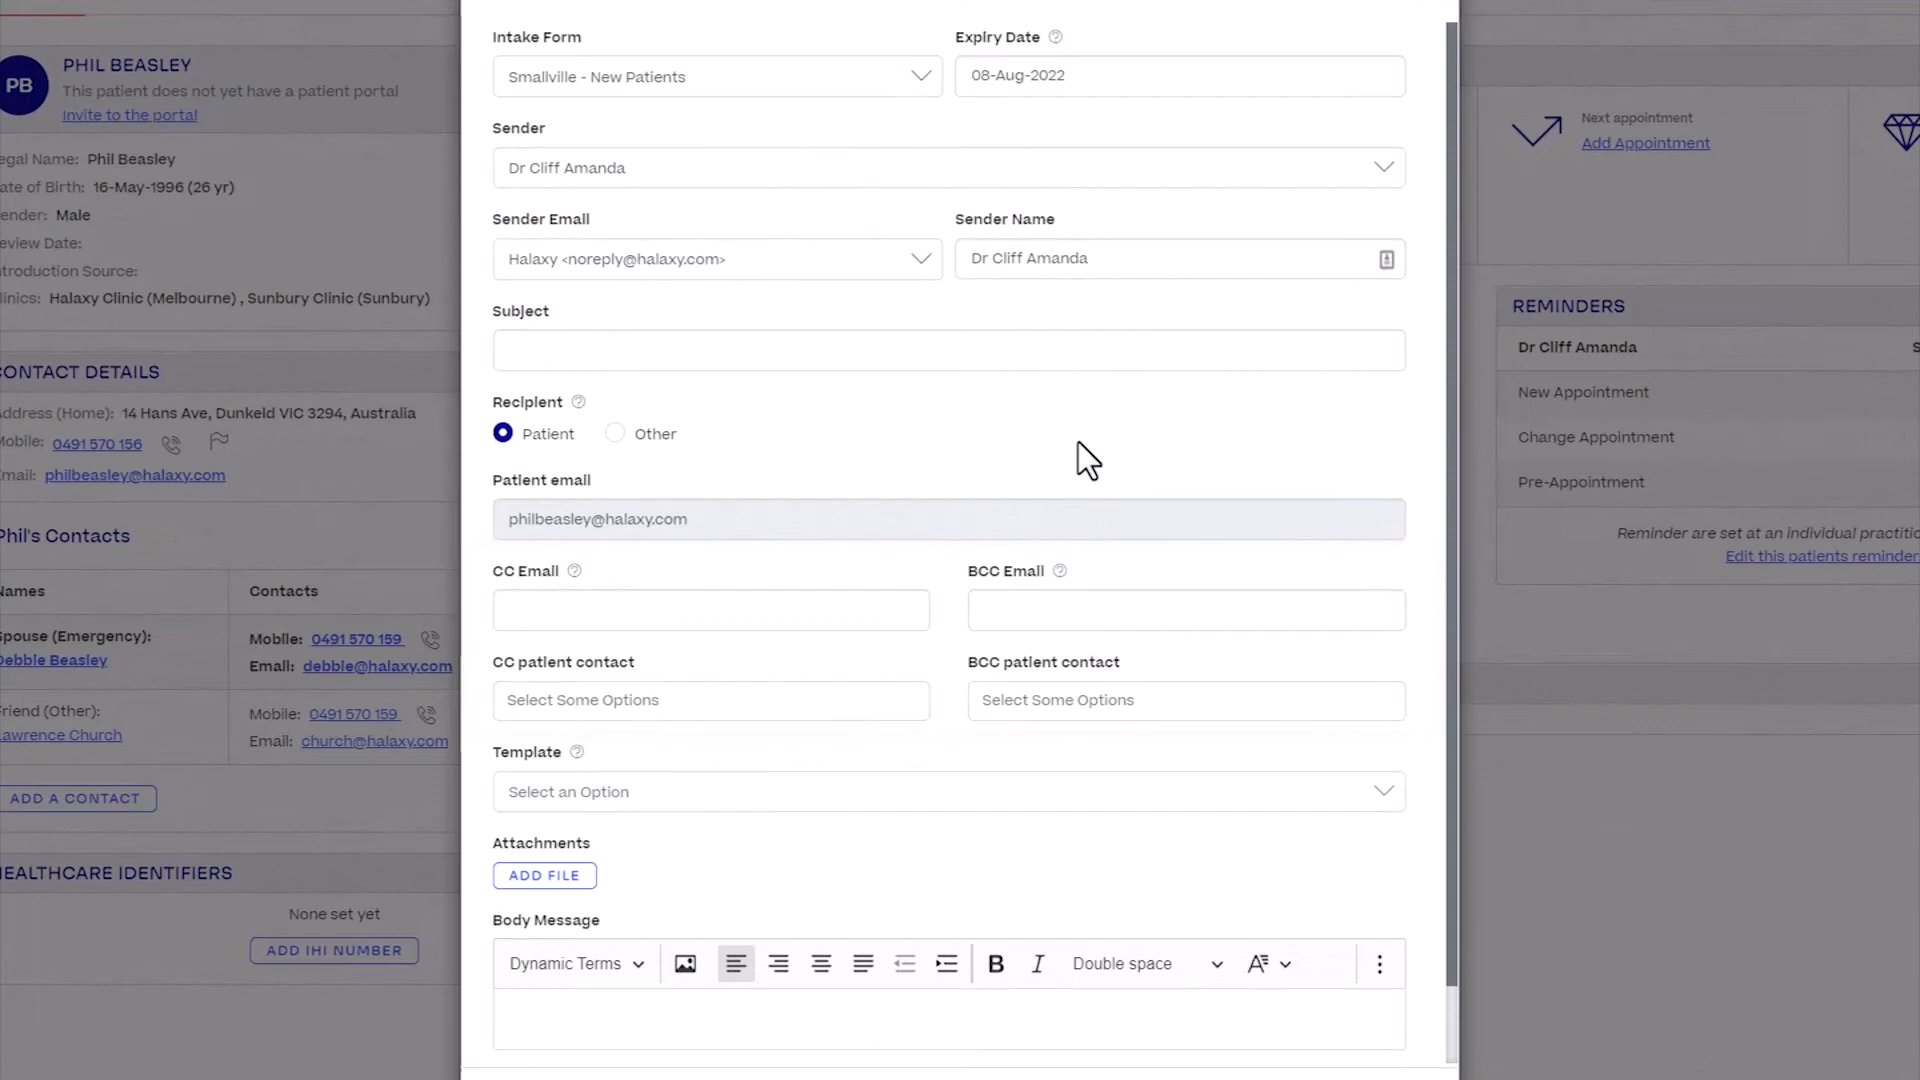 PB
PHIL BEASLEY
This patient does not yet have a patient portal
Invite to the portal
egal Name: Phil Beasley
ate of Birth: 16-May-1996 (26 yr)
ender: Male
eview Date:
troduction Source:
linics: Halaxy Clinic (Melbourne) , Sunbury Clinic (Sunbury)
ONTACT DETAILS
Address (Home): 14 Hans Ave, Dunkeld VIC 3294, Australia
Mobile: 0491 570 156
mail: philbeasley@halaxy.com
Phil's Contacts
Names Contacts
Spouse (Emergency):
Debbie Beasley
Mobile: 0491 570 159
Email: debbie@halaxy.com
Friend (Other):
Lawrence Church
Mobile: 0491 570 159
Email: church@halaxy.com
ADD A CONTACT
HEALTHCARE IDENTIFIERS
None set yet
ADD IHI NUMBER
Intake Form
Smallville - New Patients
Expiry Date
08-Aug-2022
Sender
Dr Cliff Amanda
Sender Email
Halaxy <noreply@halaxy.com>
Sender Name
Dr Cliff Amanda
Subject
Recipient
Patient Other
Patient email
philbeasley@halaxy.com
CC Email
BCC Email
CC patient contact
Select Some Options
BCC patient contact
Select Some Options
Template
Select an Option
Attachments
ADD FILE
Body Message
Dynamic Terms B I Double space A
Next appointment
Add Appointment
REMINDERS
Dr Cliff Amanda S
New Appointment
Change Appointment
Pre-Appointment
Reminder are set at an individual practitio
Edit this patients reminder